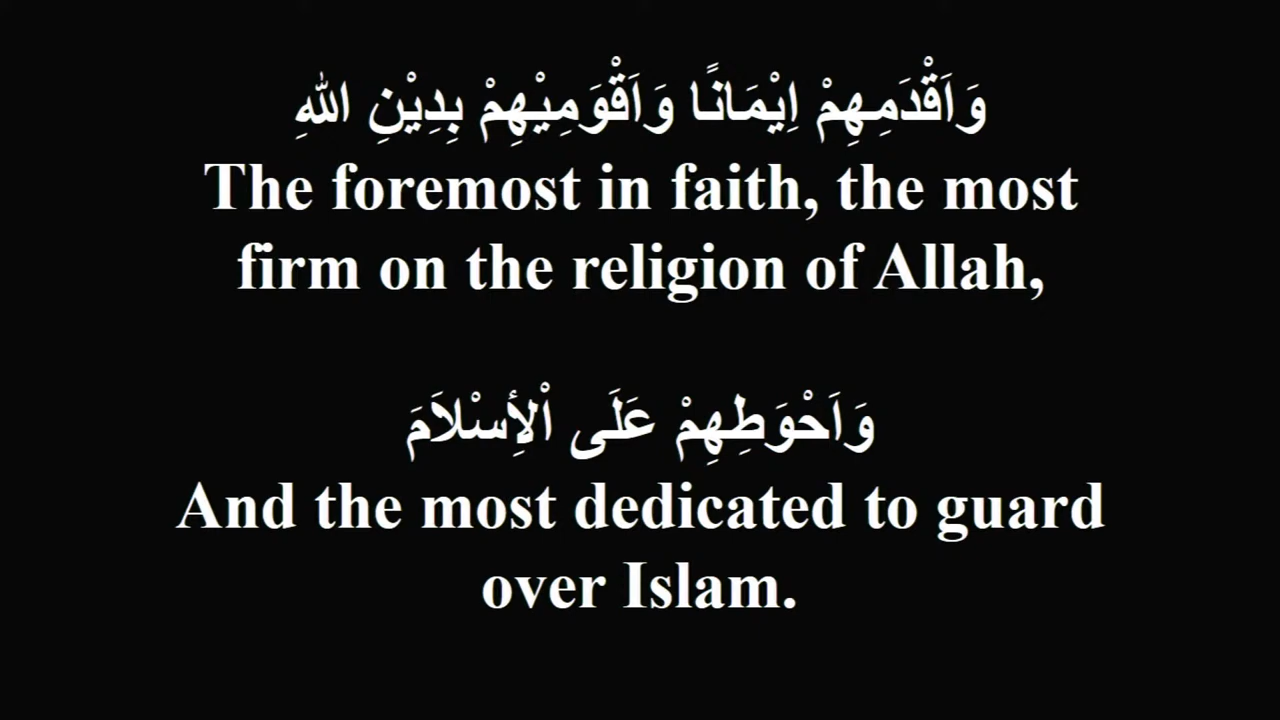 وَاَقْدَمِهِمْ اِيْمَانًا وَاَقْوَمِيْهِمْ بِدِيْنِ اللهِ
The foremost in faith, the most
firm on the religion of Allah,
وَاَحْوَطِهِمْ عَلَى اْلأِسْلاَمَ
And the most dedicated to guard
over Islam.